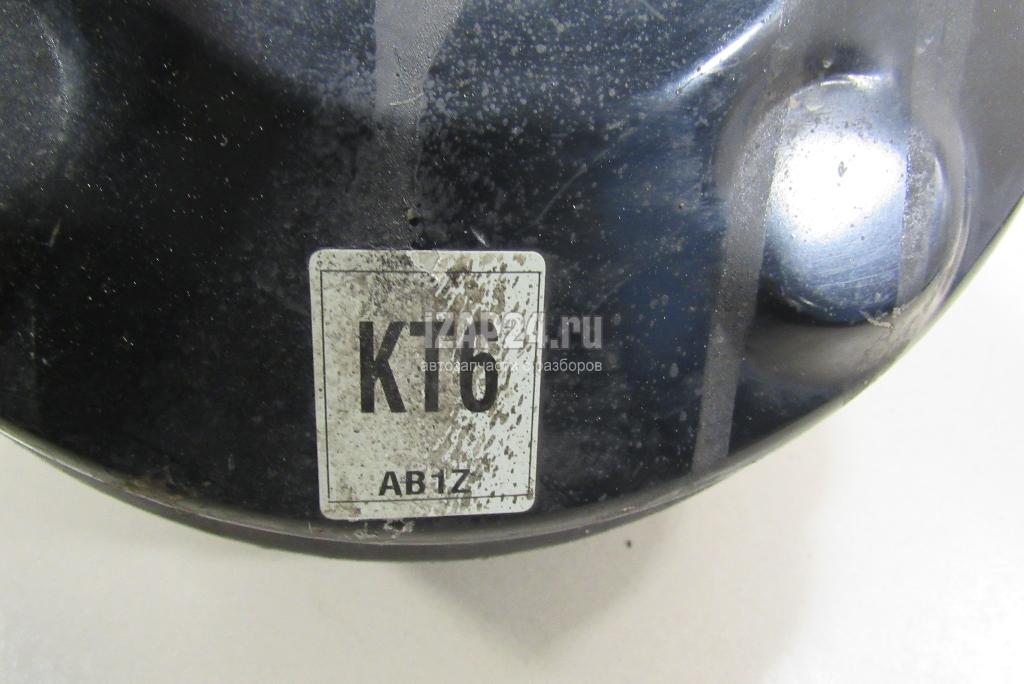 iZAP24.ru
KT6
автозапчасти с разборов
AB1Z